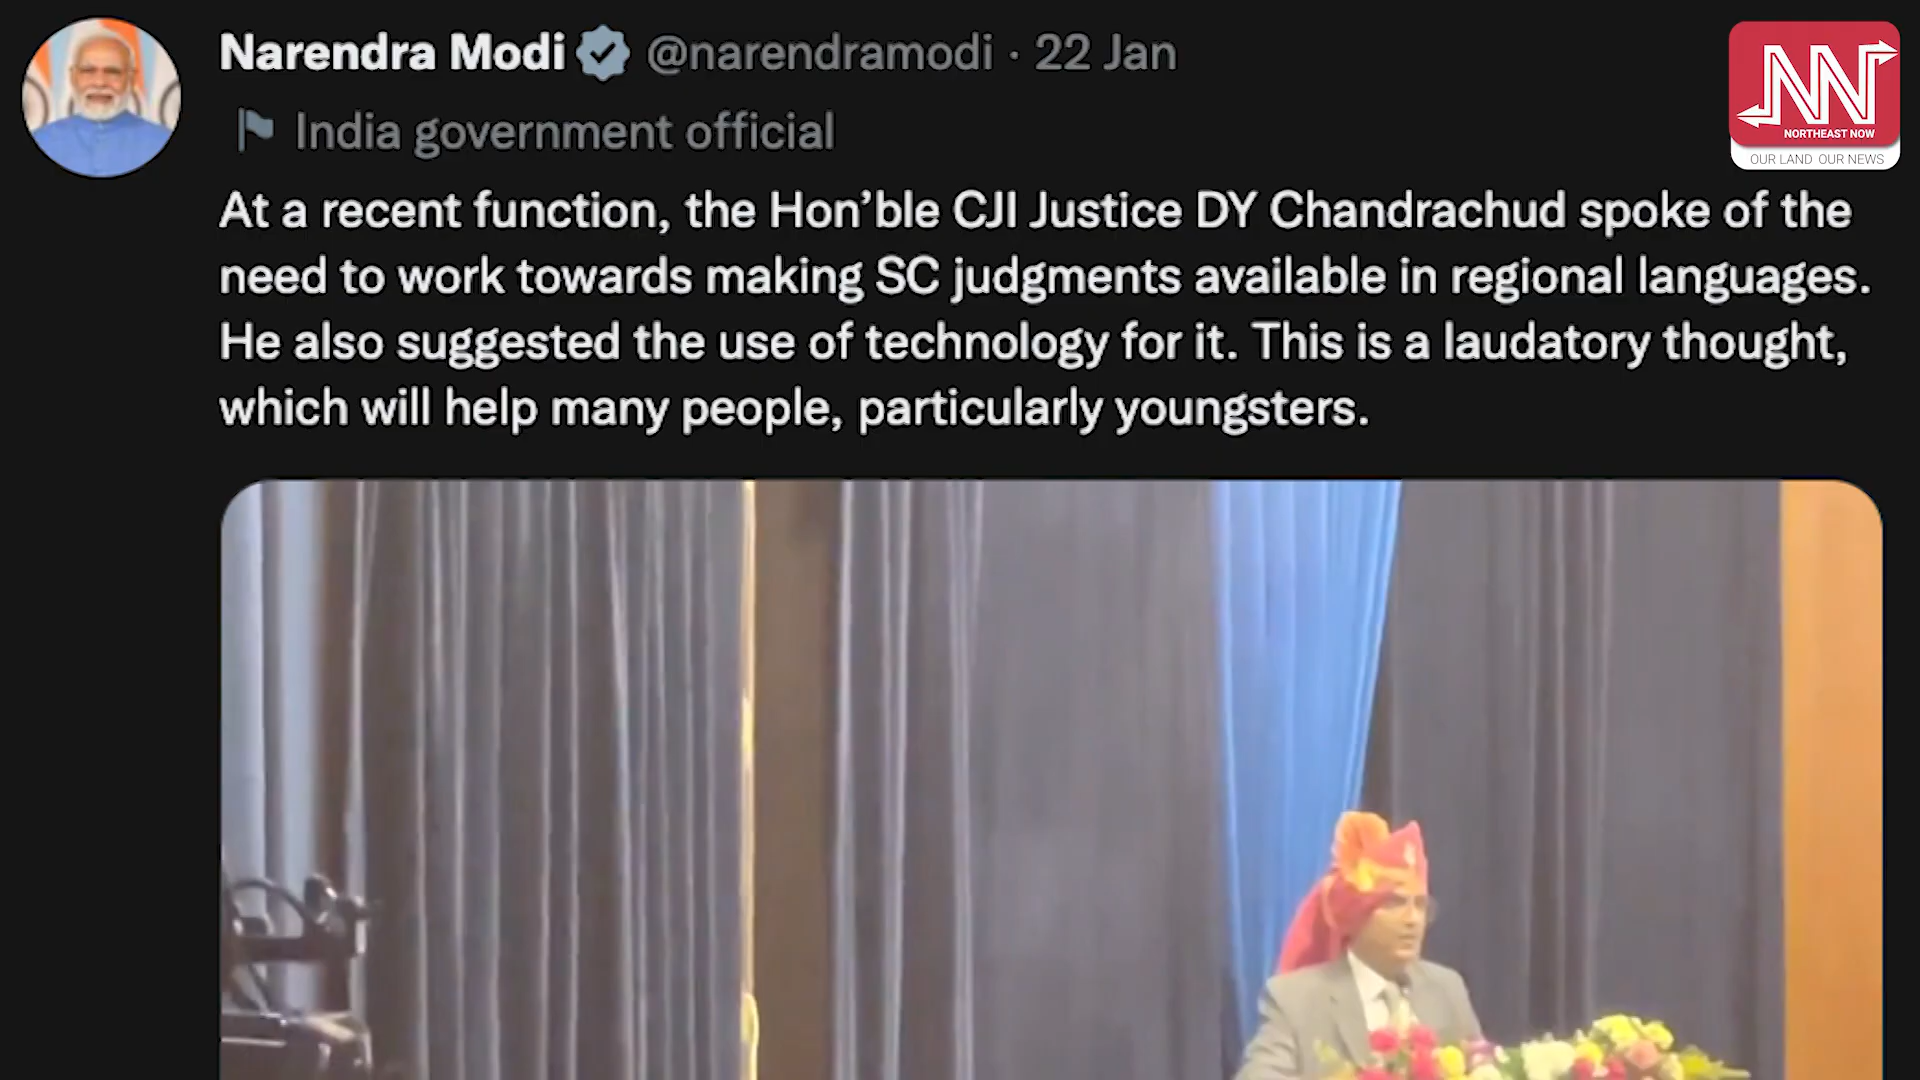 Narendra Modi @narendramodi · 22 Jan
India government official
NN
NORTHEAST NOW
OUR LAND OUR NEWS
At a recent function, the Hon’ble CJI Justice DY Chandrachud spoke of the
need to work towards making SC judgments available in regional languages.
He also suggested the use of technology for it. This is a laudatory thought,
which will help many people, particularly youngsters.